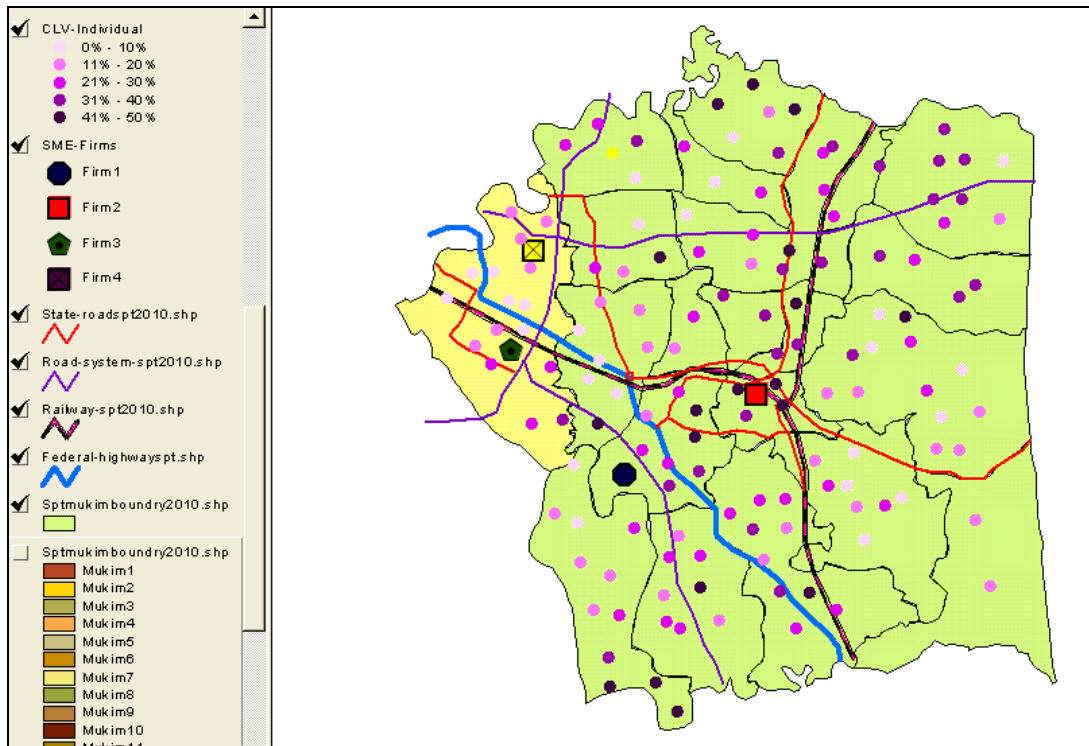 CLV-Individual
0% - 10%
11% - 20%
21% - 30%
31% - 40%
41% - 50%
SME-Firms
Firm1
Firm2
Firm3
Firm4
State-roadspt2010.shp
Road-system-spt2010.shp
Railway-spt2010.shp
Federal-highwayspt.shp
Sptmukimboundry2010.shp
Sptmukimboundry2010.shp
Mukim1
Mukim2
Mukim3
Mukim4
Mukim5
Mukim6
Mukim7
Mukim8
Mukim9
Mukim10